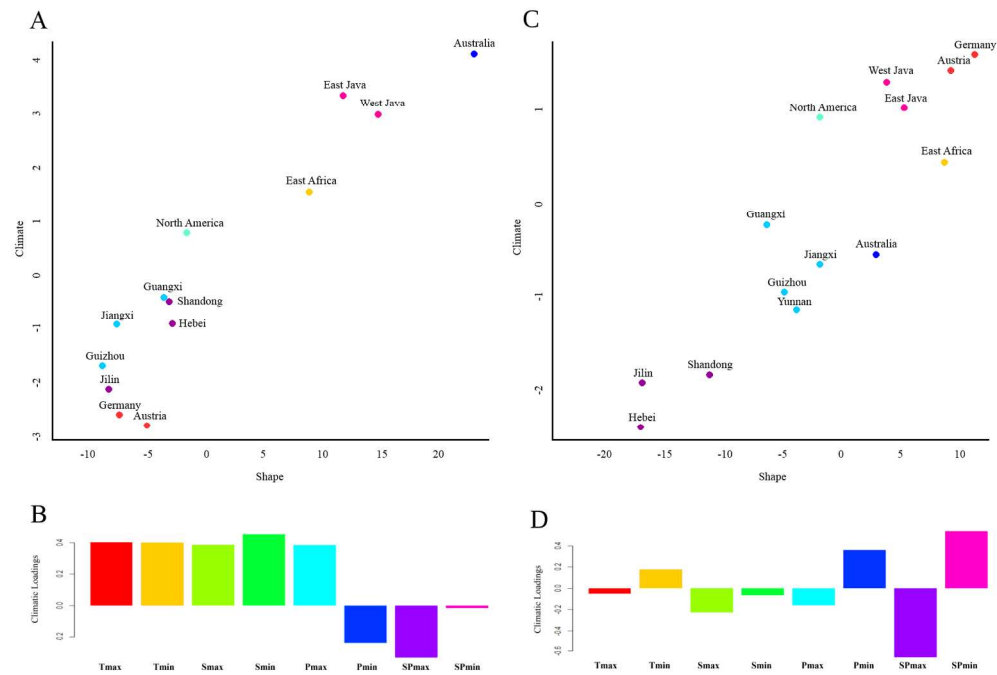 A
Australia
East Java
West Java
East Africa
North America
Guangxi
Shandong
Jiangxi
Hebei
Guizhou
Jilin
Germany
Austria
4
3
2
1
0
-1
-2
-3
Climate
-10 -5 0 5 10 15 20
Shape
C
Germany
Austria
West Java
East Java
North America
East Africa
Guangxi
Australia
Jiangxi
Guizhou
Yunnan
Shandong
Jilin
Hebei
1
0
-1
-2
Climate
-20 -15 -10 -5 0 5 10
Shape
B
0.4
0.2
0.0
0.2
Climatic Loadings
Tmax Tmin Smax Smin Pmax Pmin SPmax SPmin
D
0.4
0.2
0.0
-0.2
-0.4
-0.6
Climatic Loadings
Tmax Tmin Smax Smin Pmax Pmin SPmax SPmin